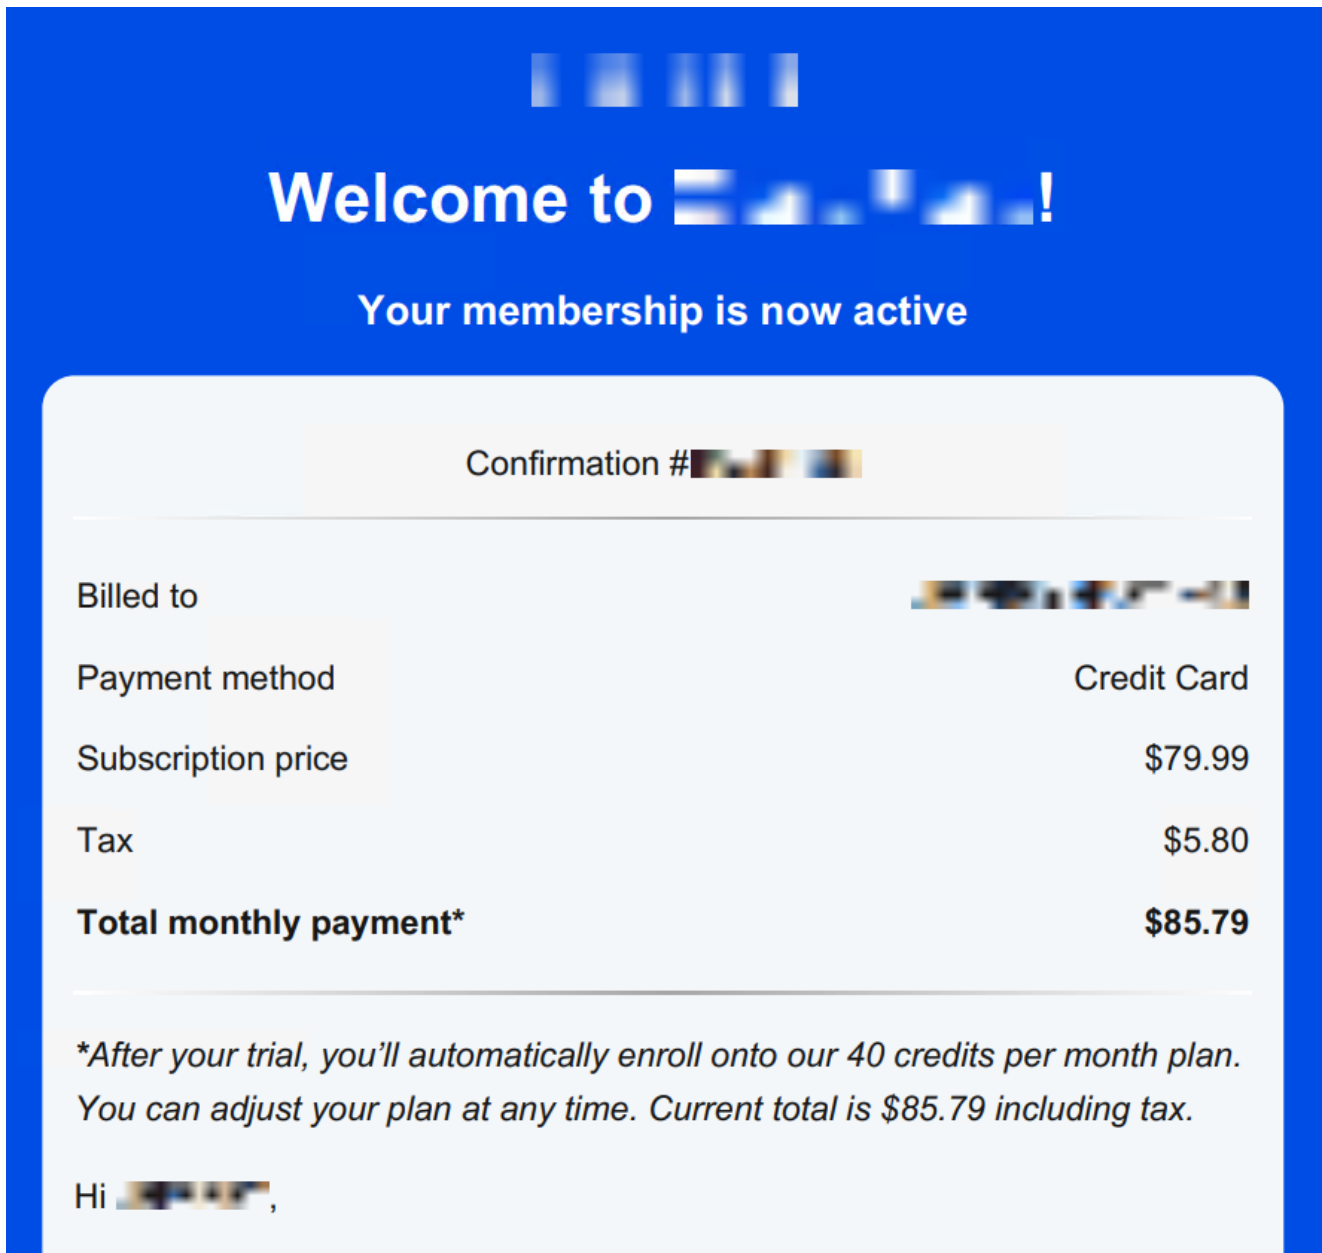 Welcome to !
Your membership is now active
Confirmation #
Billed to
Payment method Credit Card
Subscription price $79.99
Tax $5.80
Total monthly payment* $85.79
*After your trial, you’ll automatically enroll onto our 40 credits per month plan.
You can adjust your plan at any time. Current total is $85.79 including tax.
Hi ,